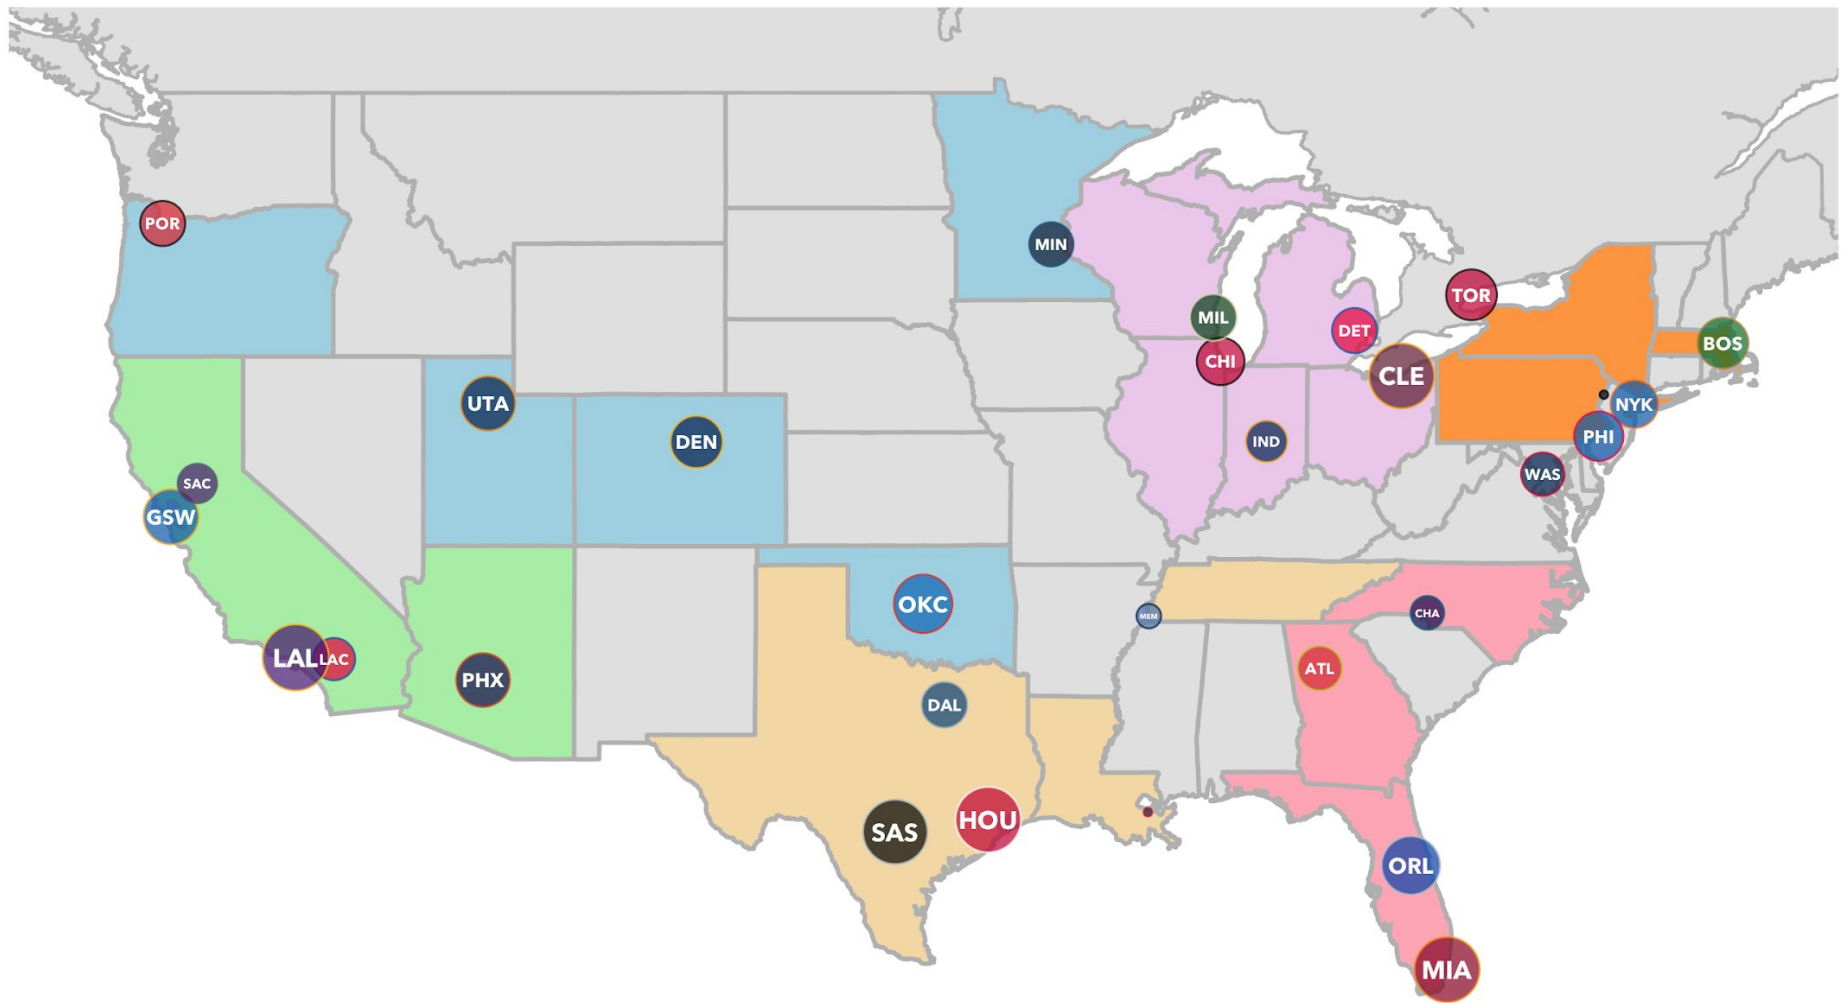 POR
MIN
TOR
MIL
DET
BOS
CHI
CLE
UTA
NYK
DEN
IND
PHI
WAS
SAC
GSW
OKC
CHA
MEM
LAL
LAC
ATL
PHX
DAL
HOU
SAS
ORL
MIA